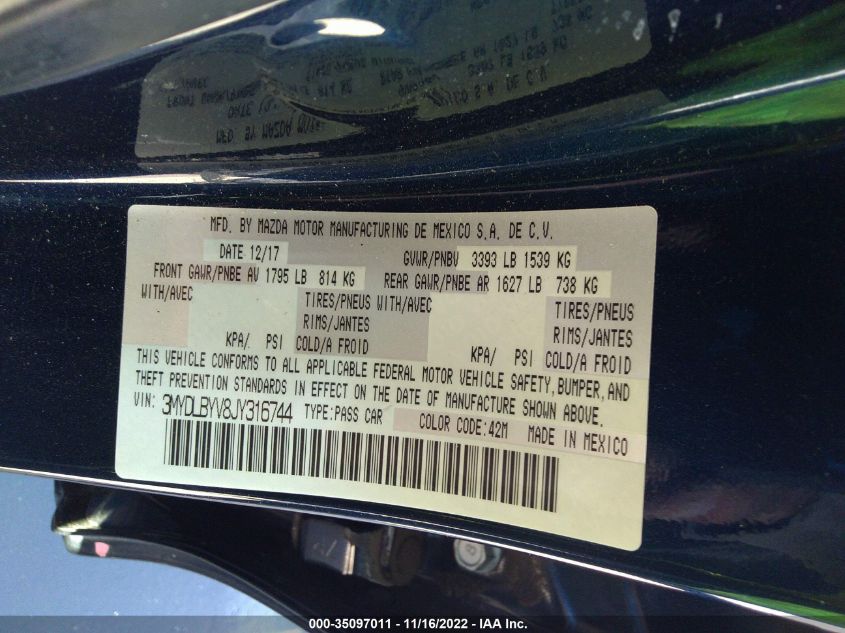 MFD. BY MAZDA MOTOR MANUFACTURING DE MEXICO S.A. DE C.V.
DATE 12/17 GVWR/PNBV 3393 LB 1539 KG
FRONT GAWR/PNBE AV 1795 LB 814 KG REAR GAWR/PNBE AR 1627 LB 738 KG
WITH/AVEC TIRES/PNEUS WITH/AVEC TIRES/PNEUS
RIMS/JANTES RIMS/JANTES
KPA/ PSI COLD/A FROID KPA/ PSI COLD/A FROID
THIS VEHICLE CONFORMS TO ALL APPLICABLE FEDERAL MOTOR VEHICLE SAFETY, BUMPER, AND
THEFT PREVENTION STANDARDS IN EFFECT ON THE DATE OF MANUFACTURE SHOWN ABOVE.
VIN: 3MYDLBYV8JY316744 TYPE:PASS CAR COLOR CODE:42M MADE IN MEXICO
000-35097011 - 11/16/2022 - IAA Inc.